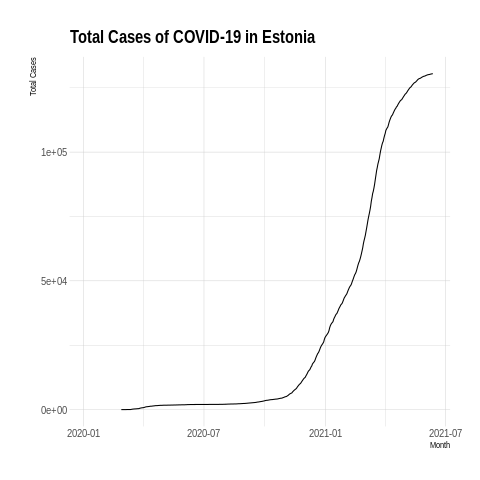 Total Cases of COVID-19 in Estonia
Total Cases
1e+05
5e+04
0e+00
2020-01 2020-07 2021-01 2021-07
Month